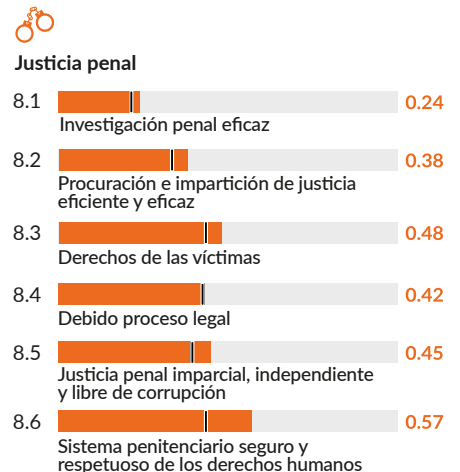 Justicia penal
8.1 0.24
Investigación penal eficaz
8.2 0.38
Procuración e impartición de justicia
eficiente y eficaz
8.3 0.48
Derechos de las víctimas
8.4 0.42
Debido proceso legal
8.5 0.45
Justicia penal imparcial, independiente
y libre de corrupción
8.6 0.57
Sistema penitenciario seguro y
respetuoso de los derechos humanos